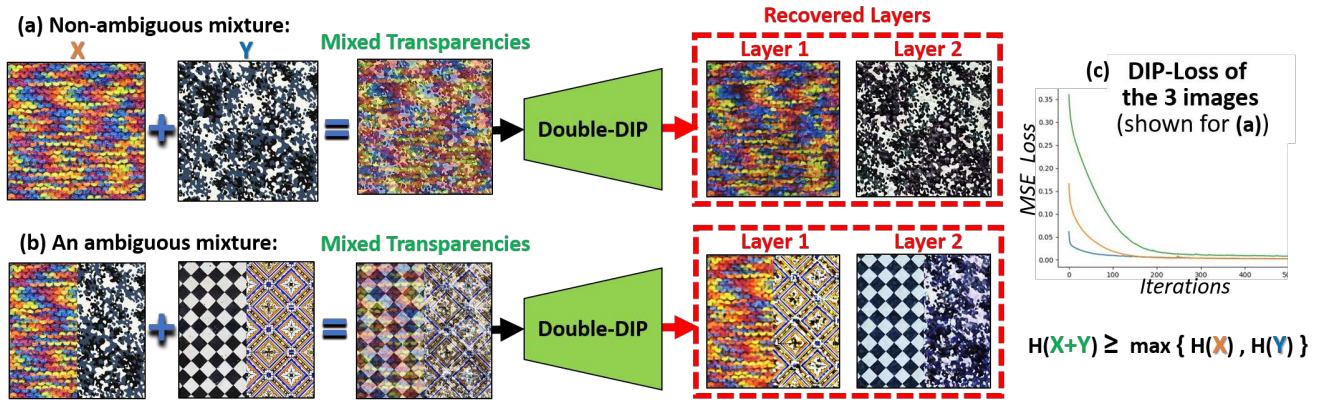 (a) Non-ambiguous mixture:
X
+
Y
=
Mixed Transparencies
Double-DIP
Recovered Layers
Layer 1
Layer 2
(b) An ambiguous mixture:
+
=
Mixed Transparencies
Double-DIP
Layer 1
Layer 2
(c) DIP-Loss of
the 3 images
(shown for (a))
MSE Loss
0.35
0.30
0.25
0.20
0.15
0.10
0.05
0.00
0 100 200 300 400 500
Iterations
H(X+Y) ≥ max { H(X) , H(Y) }